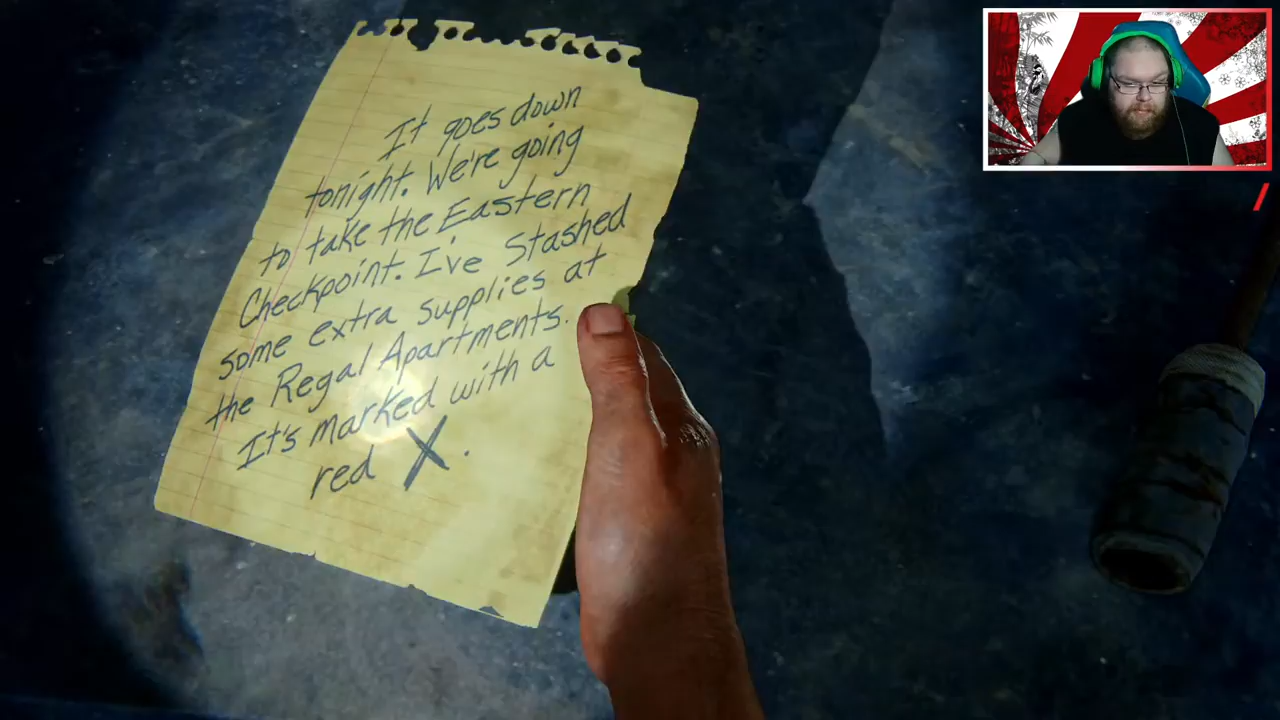 It goes down
tonight. We're going
to take the Eastern
Checkpoint. I've Stashed
some extra supplies at
the Regal Apartments.
It's marked with a
red X.